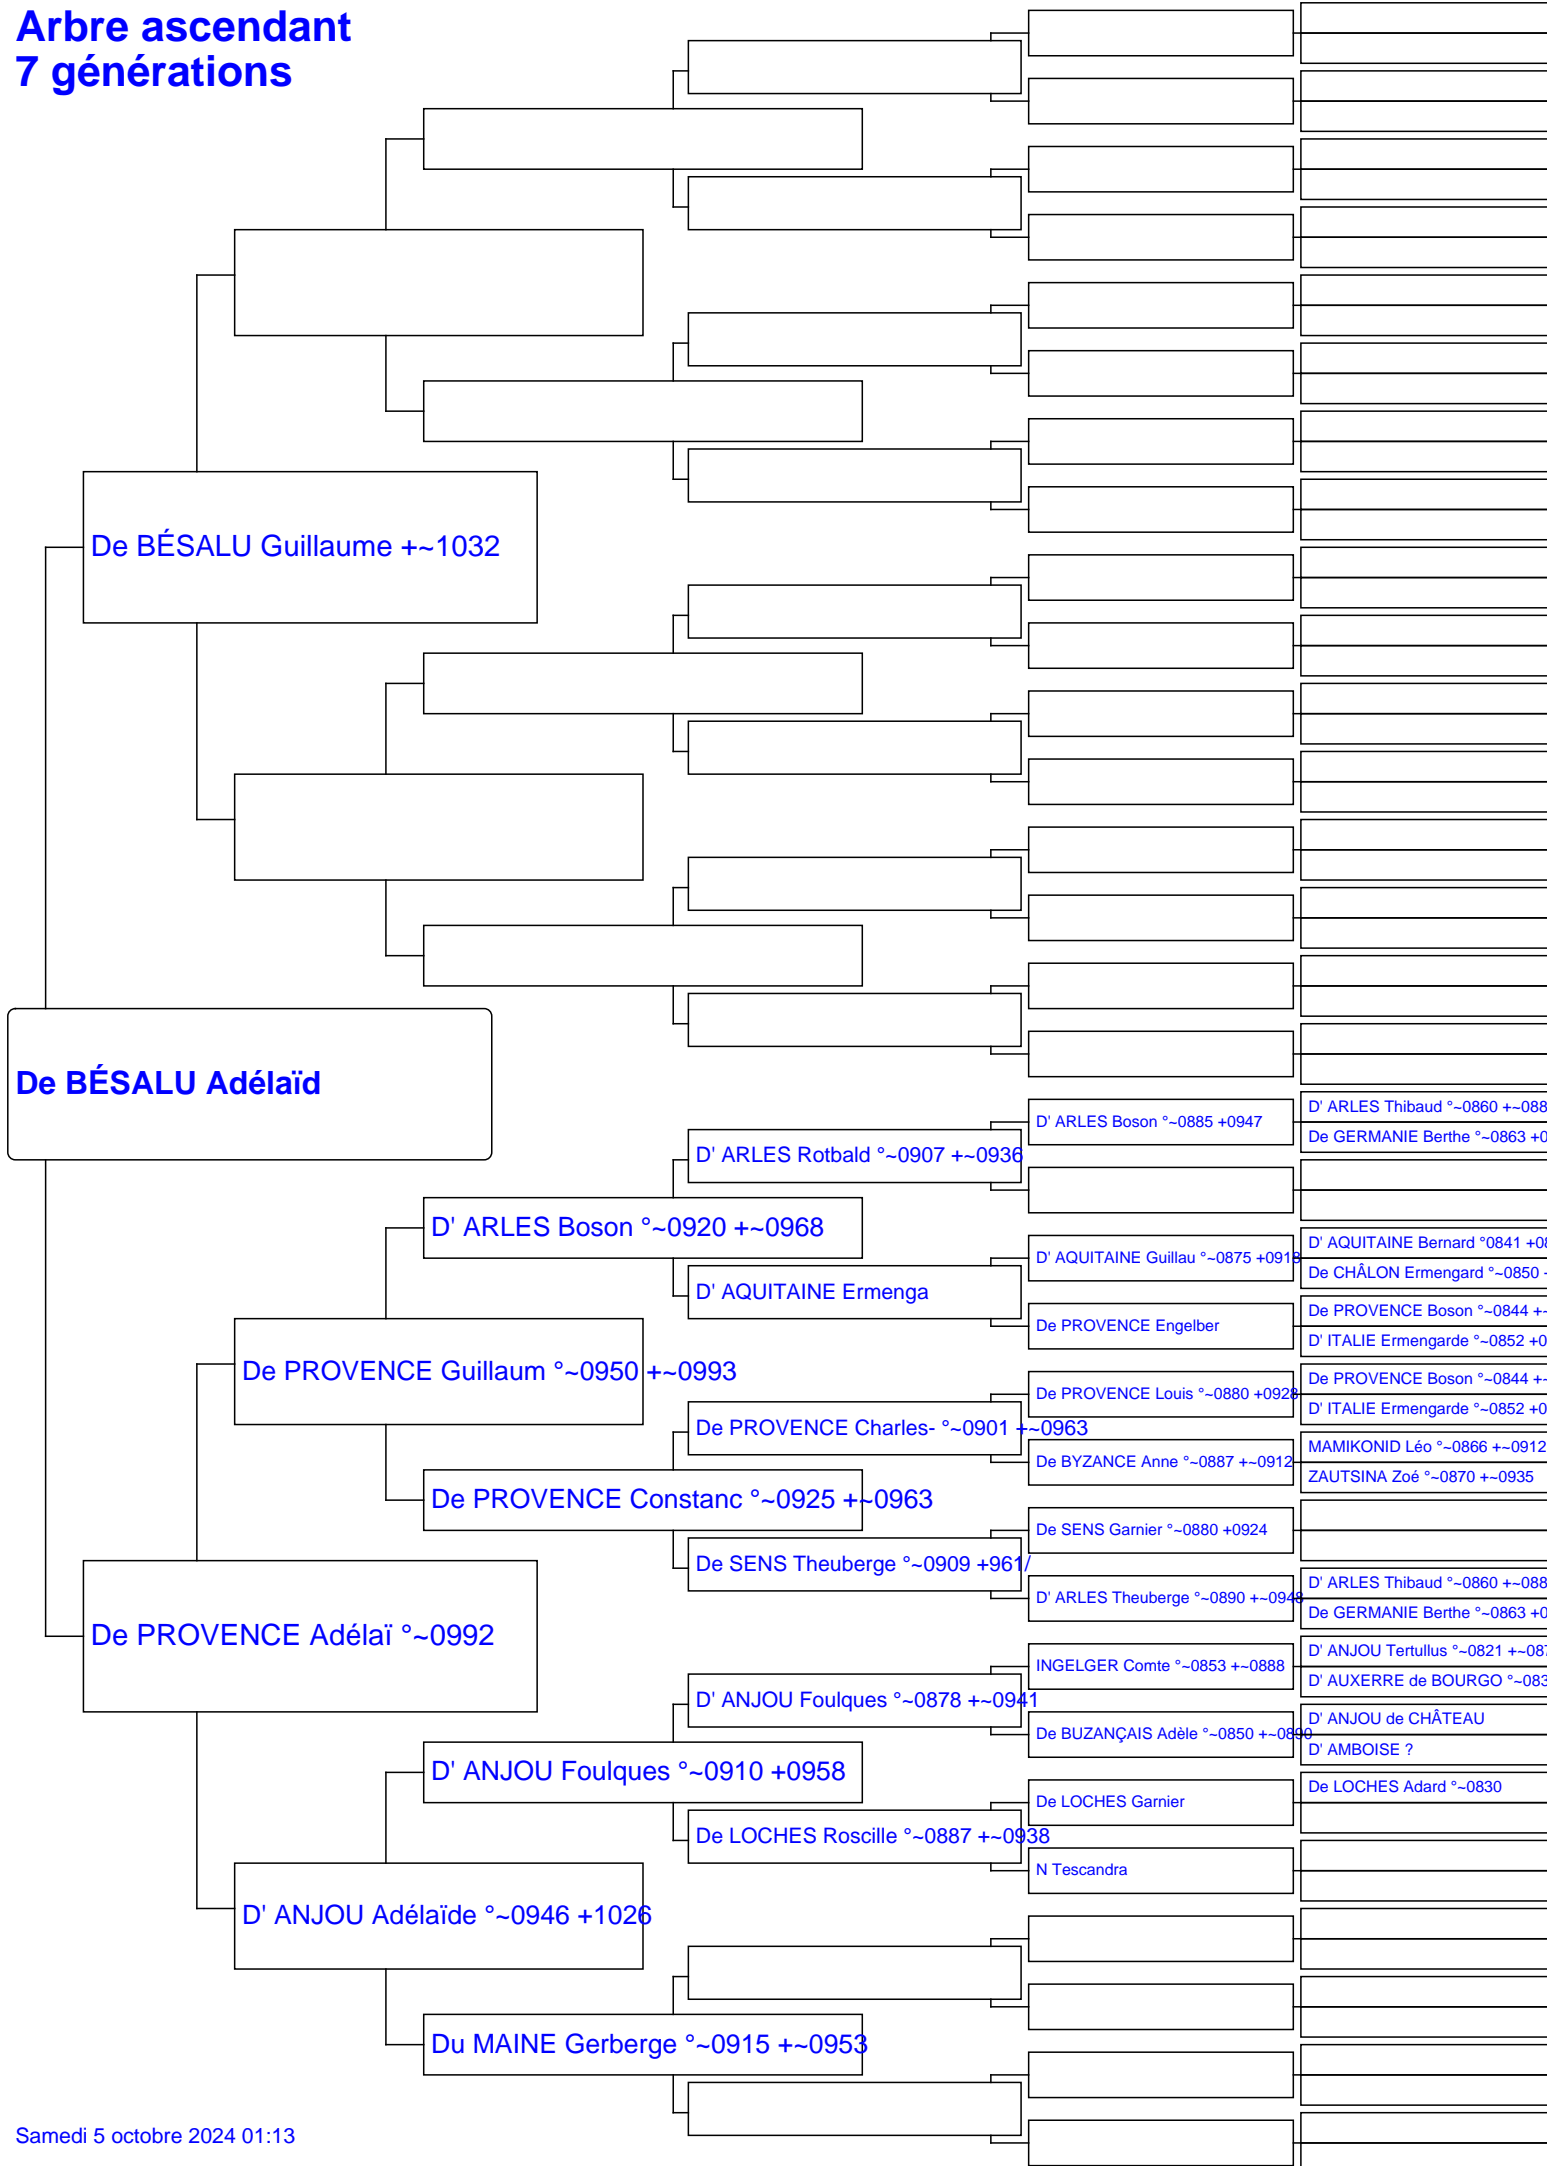 Arbre ascendant
7 générations
De BÉSALU Guillaume +~1032
De BÉSALU Adélaïd
D' ARLES Thibaud °~0860 +~088
D' ARLES Boson °~0885 +0947
De GERMANIE Berthe °~0863 +0
D' ARLES Rotbald °~0907 +~0936
D' ARLES Boson °~0920 +~0968
D' AQUITAINE Bernard °0841 +08
D' AQUITAINE Guillau °~0875 +0918
De CHÂLON Ermengard °~0850 +
D' AQUITAINE Ermenga
De PROVENCE Boson °~0844 +~
De PROVENCE Engelber
D' ITALIE Ermengarde °~0852 +0
De PROVENCE Guillaum °~0950 +~0993
De PROVENCE Boson °~0844 +~
De PROVENCE Louis °~0880 +0928
D' ITALIE Ermengarde °~0852 +0
De PROVENCE Charles- °~0901 +~0963
MAMIKONID Léo °~0866 +~0912
De BYZANCE Anne °~0887 +~0912
ZAUTSINA Zoé °~0870 +~0935
De PROVENCE Constanc °~0925 +~0963
De SENS Garnier °~0880 +0924
De SENS Theuberge °~0909 +961/
D' ARLES Thibaud °~0860 +~088
D' ARLES Theuberge °~0890 +~0948
De GERMANIE Berthe °~0863 +0
De PROVENCE Adélaï °~0992
D' ANJOU Tertullus °~0821 +~087
INGELGER Comte °~0853 +~0888
D' AUXERRE de BOURGO °~083
D' ANJOU Foulques °~0878 +~0941
D' ANJOU de CHÂTEAU
De BUZANÇAIS Adèle °~0850 +~0890
D' AMBOISE ?
D' ANJOU Foulques °~0910 +0958
De LOCHES Adard °~0830
De LOCHES Garnier
De LOCHES Roscille °~0887 +~0938
N Tescandra
D' ANJOU Adélaïde °~0946 +1026
Du MAINE Gerberge °~0915 +~0953
Samedi 5 octobre 2024 01:13